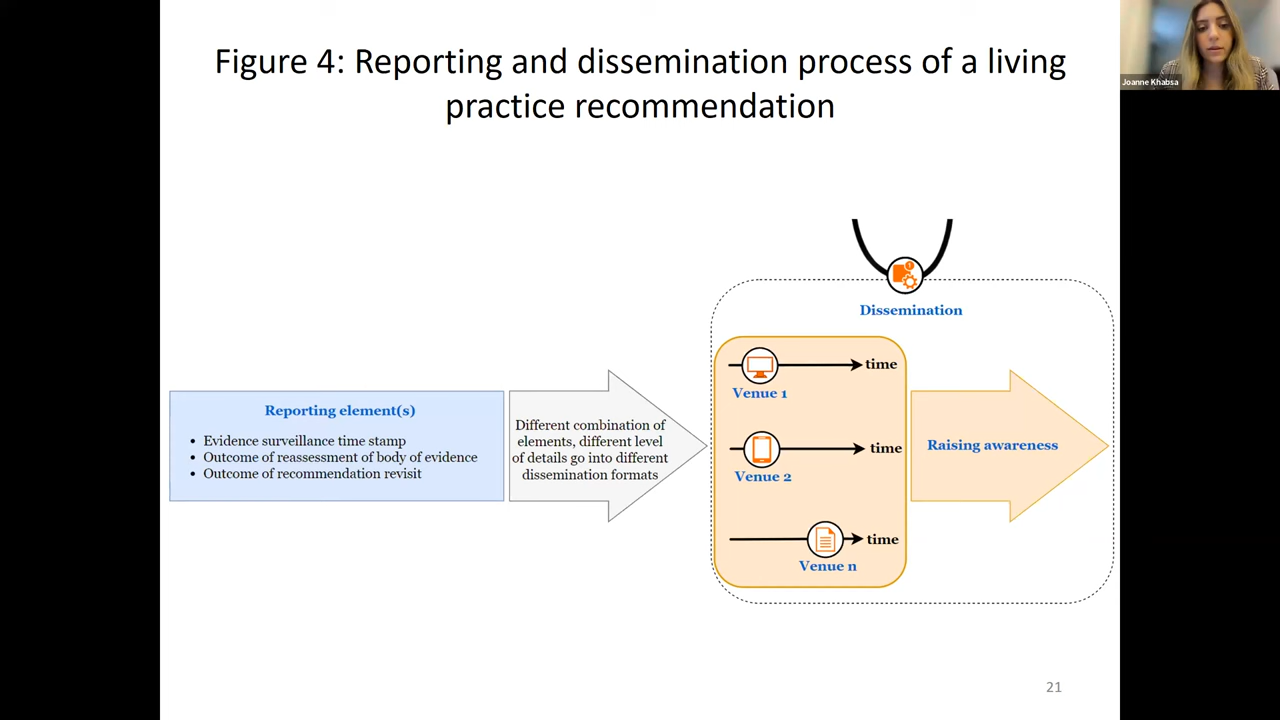 Figure 4: Reporting and dissemination process of a living
practice recommendation
Joanne Khabsa
Reporting element(s)
• Evidence surveillance time stamp
• Outcome of reassessment of body of evidence
• Outcome of recommendation revisit
Different combination of
elements, different level
of details go into different
dissemination formats
Dissemination
time
Venue 1
time
Venue 2
time
Venue n
Raising awareness
21